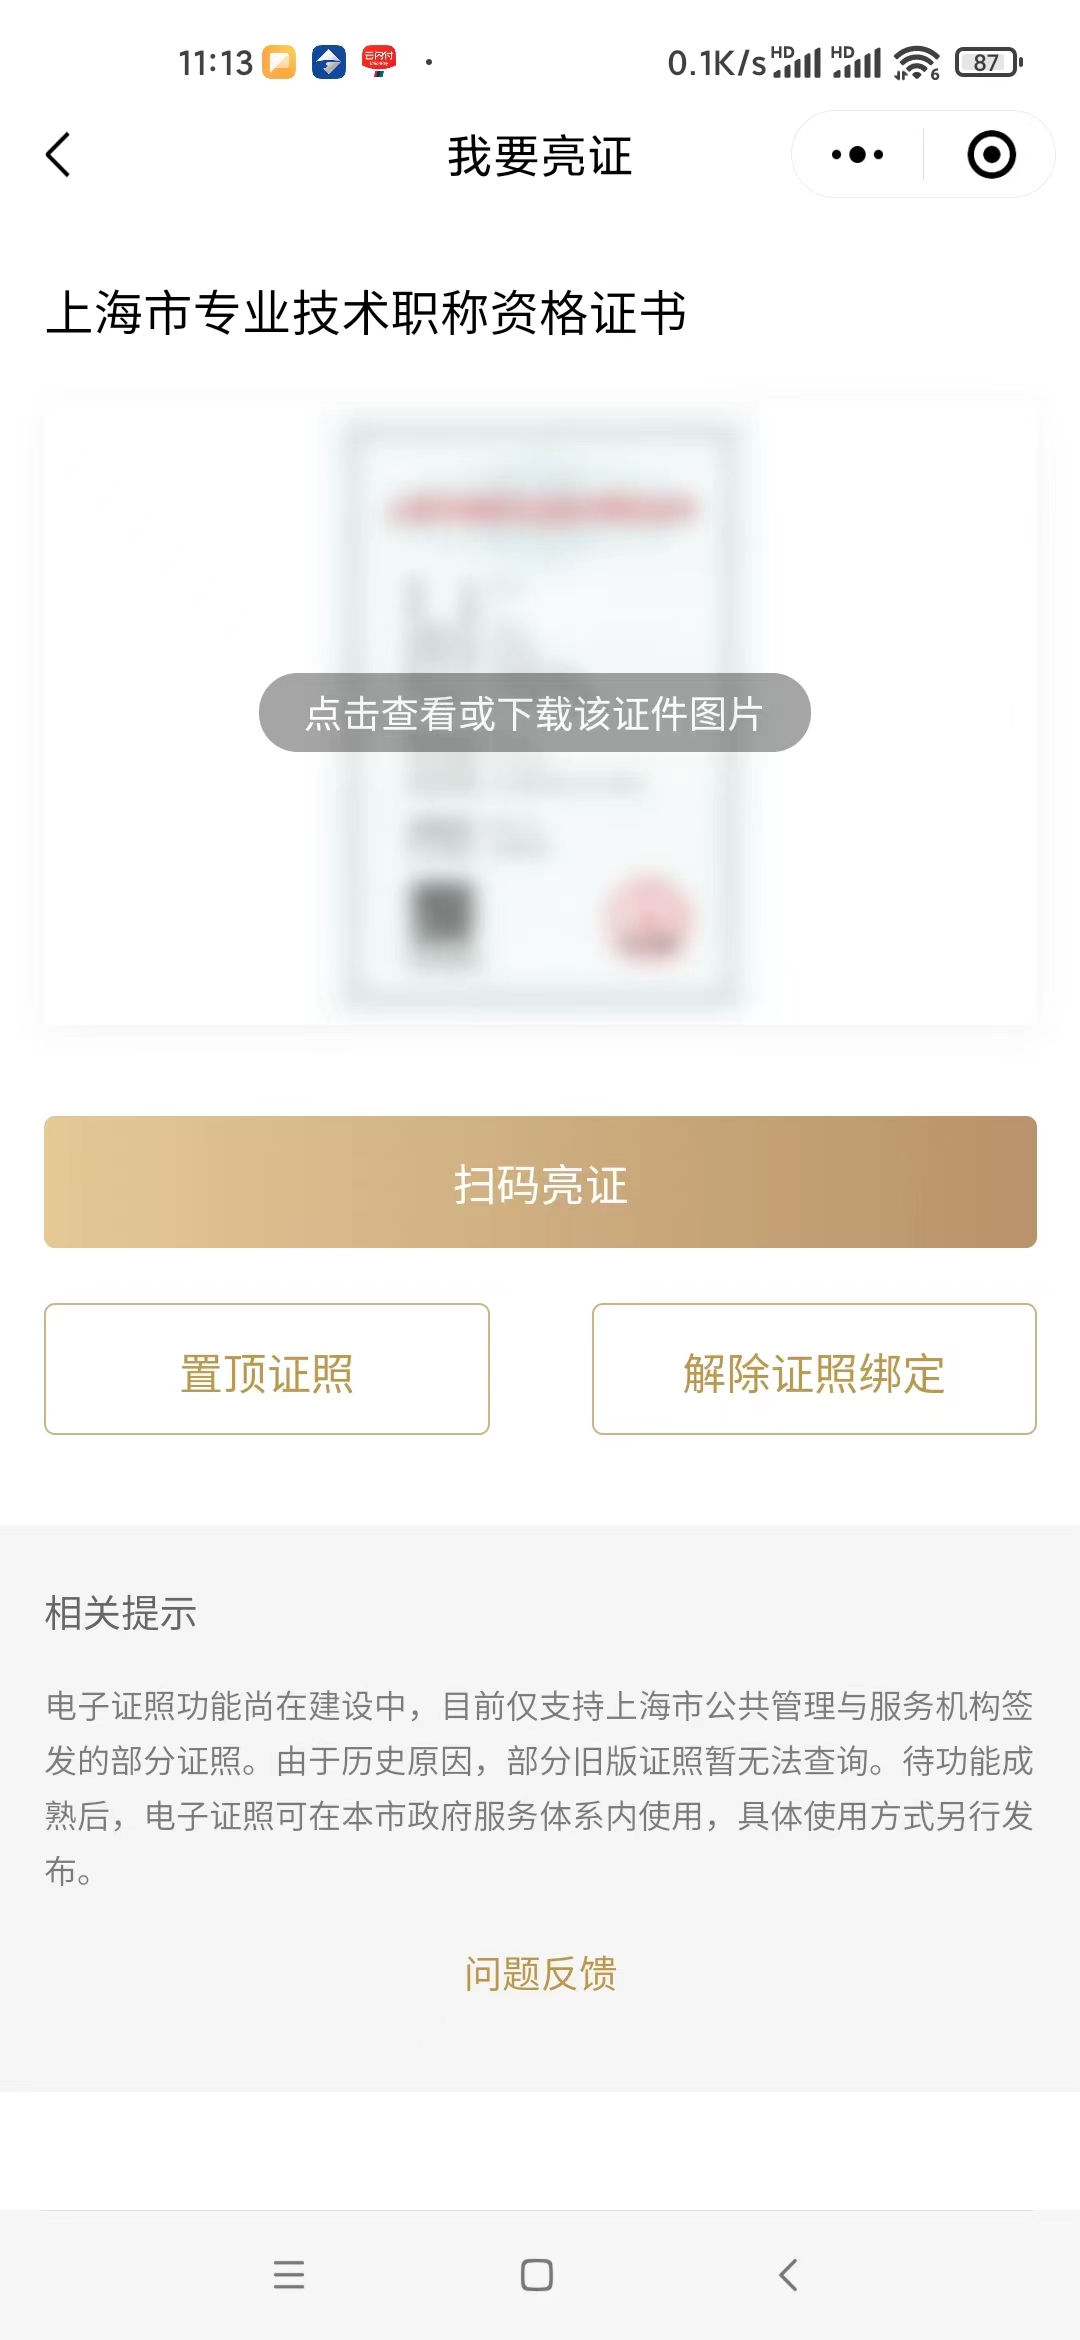 11:13
云闪付
0.1K/s HD HD 6 87
我要亮证
上海市专业技术职称资格证书
点击查看或下载该证件图片
扫码亮证
置顶证照
解除证照绑定
相关提示
电子证照功能尚在建设中，目前仅支持上海市公共管理与服务机构签
发的部分证照。由于历史原因，部分旧版证照暂无法查询。待功能成
熟后，电子证照可在本市政府服务体系内使用，具体使用方式另行发
布。
问题反馈